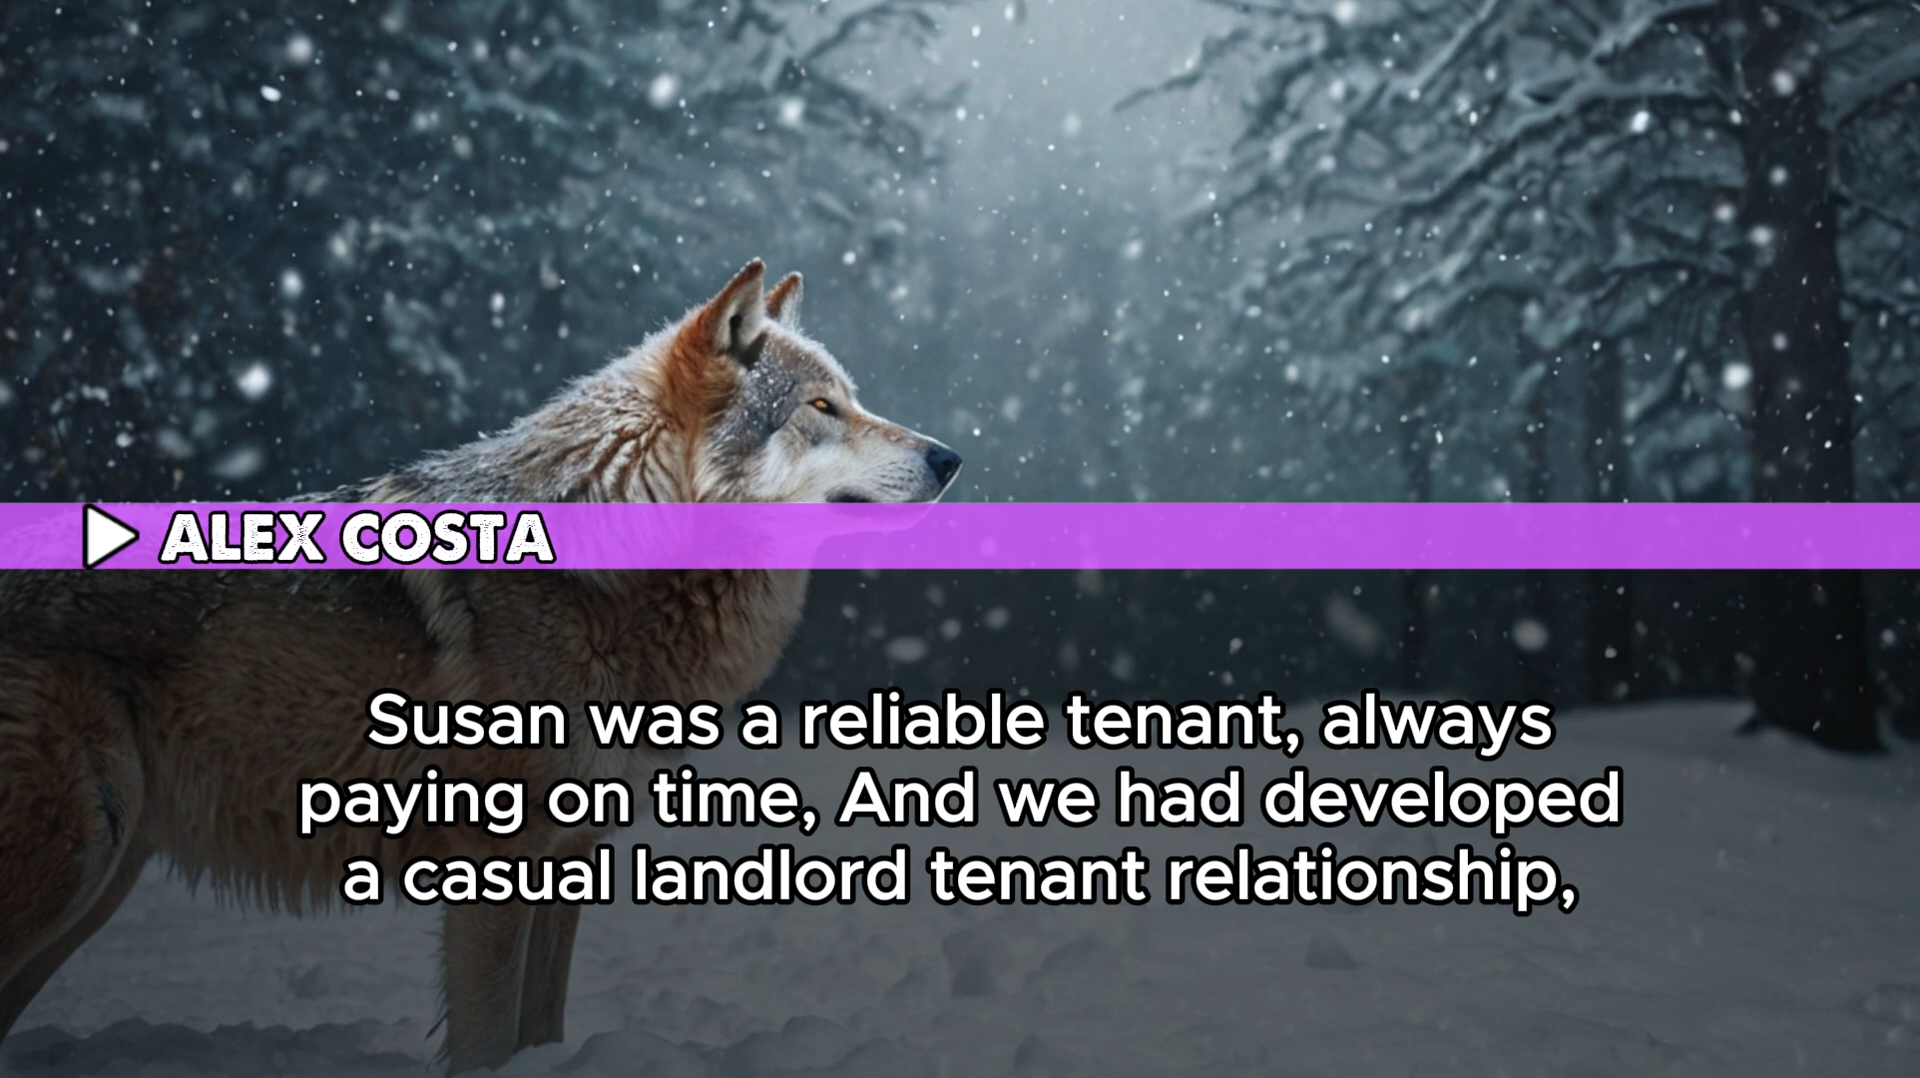 ALEX COSTA
Susan was a reliable tenant, always
paying on time, And we had developed
a casual landlord tenant relationship,